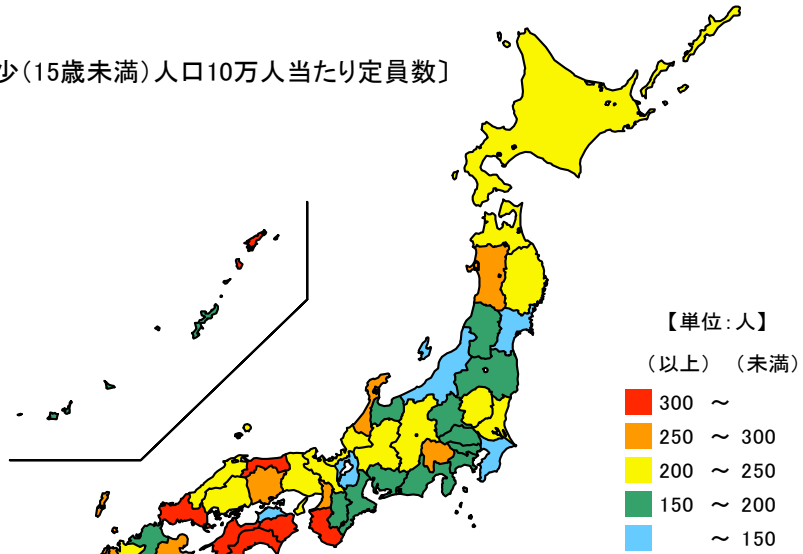 少(15歳未満)人口10万人当たり定員数〕
【単位:人】
(以上) (未満)
300 ～
250 ～ 300
200 ～ 250
150 ～ 200
～ 150